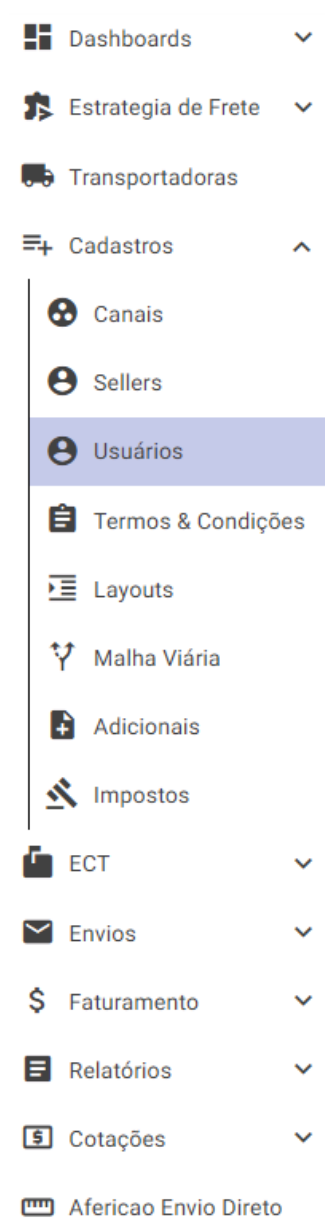 Dashboards
Estrategia de Frete
Transportadoras
Cadastros
Canais
Sellers
Usuários
Termos & Condições
Layouts
Malha Viária
Adicionais
Impostos
ECT
Envios
Faturamento
Relatórios
Cotações
Afericao Envio Direto